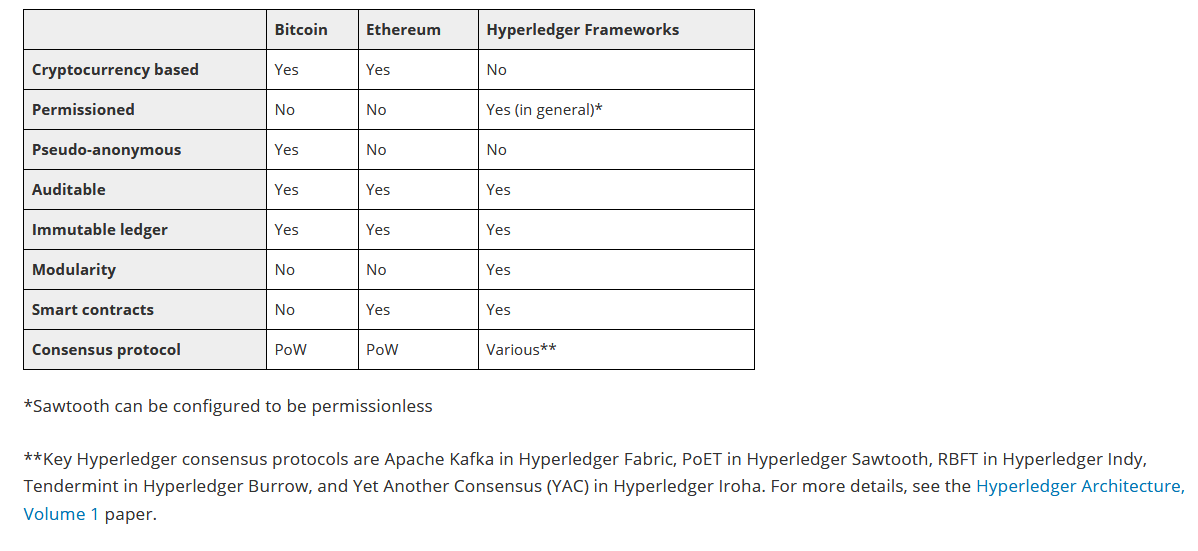 Bitcoin Ethereum Hyperledger Frameworks
Cryptocurrency based Yes Yes No
Permissioned No No Yes (in general)*
Pseudo-anonymous Yes No No
Auditable Yes Yes Yes
Immutable ledger Yes Yes Yes
Modularity No No Yes
Smart contracts No Yes Yes
Consensus protocol PoW PoW Various**
*Sawtooth can be configured to be permissionless
**Key Hyperledger consensus protocols are Apache Kafka in Hyperledger Fabric, PoET in Hyperledger Sawtooth, RBFT in Hyperledger Indy,
Tendermint in Hyperledger Burrow, and Yet Another Consensus (YAC) in Hyperledger Iroha. For more details, see the Hyperledger Architecture,
Volume 1 paper.